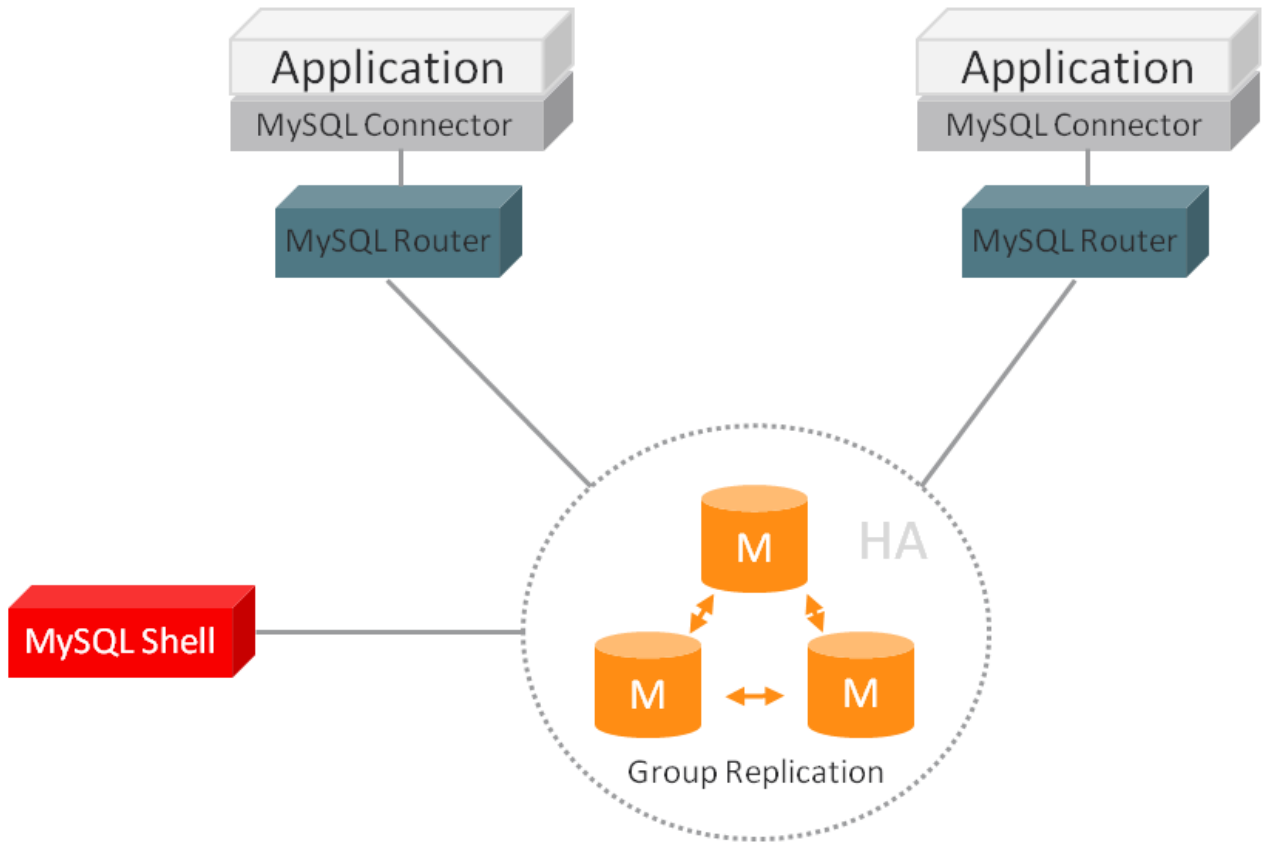 Application
MySQL Connector
MySQL Router
Application
MySQL Connector
MySQL Router
HA
M
MySQL Shell
M
M
Group Replication